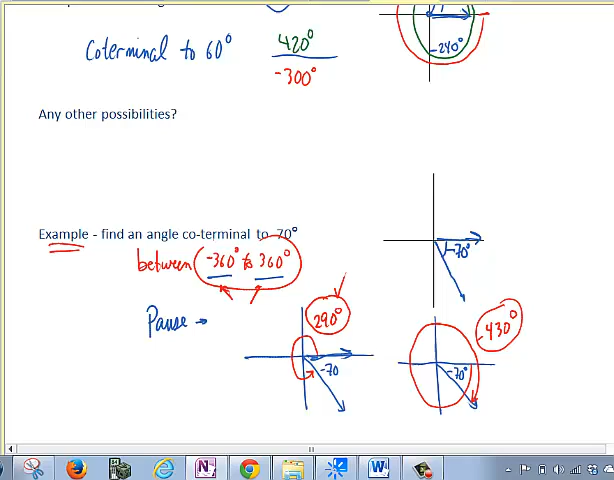 -240°
Coterminal to 60° 420°
-300°
Any other possibilities?
Example - find an angle co-terminal to -70°
between -360° to 360°
-70°
Pause →
290°
-70
-430°
-70°